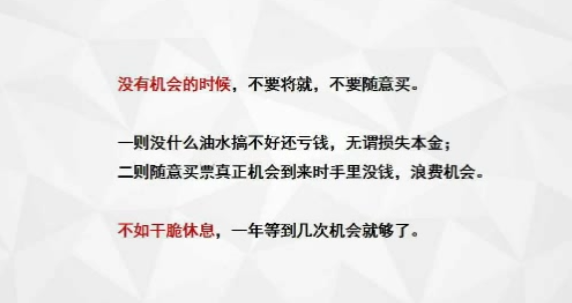 没有机会的时候，不要将就，不要随意买。
一则没什么油水搞不好还亏钱，无谓损失本金；
二则随意买票真正机会到来时手里没钱，浪费机会。
不如干脆休息，一年等到几次机会就够了。